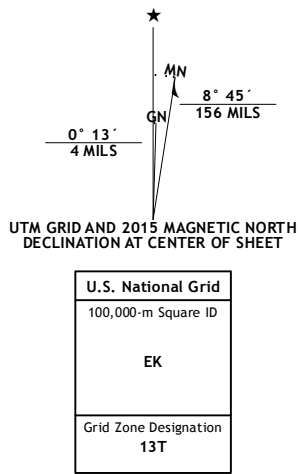 ★
MN
GN
8° 45´
156 MILS
0° 13´
4 MILS
UTM GRID AND 2015 MAGNETIC NORTH
DECLINATION AT CENTER OF SHEET
U.S. National Grid
100,000-m Square ID
EK
Grid Zone Designation
13T